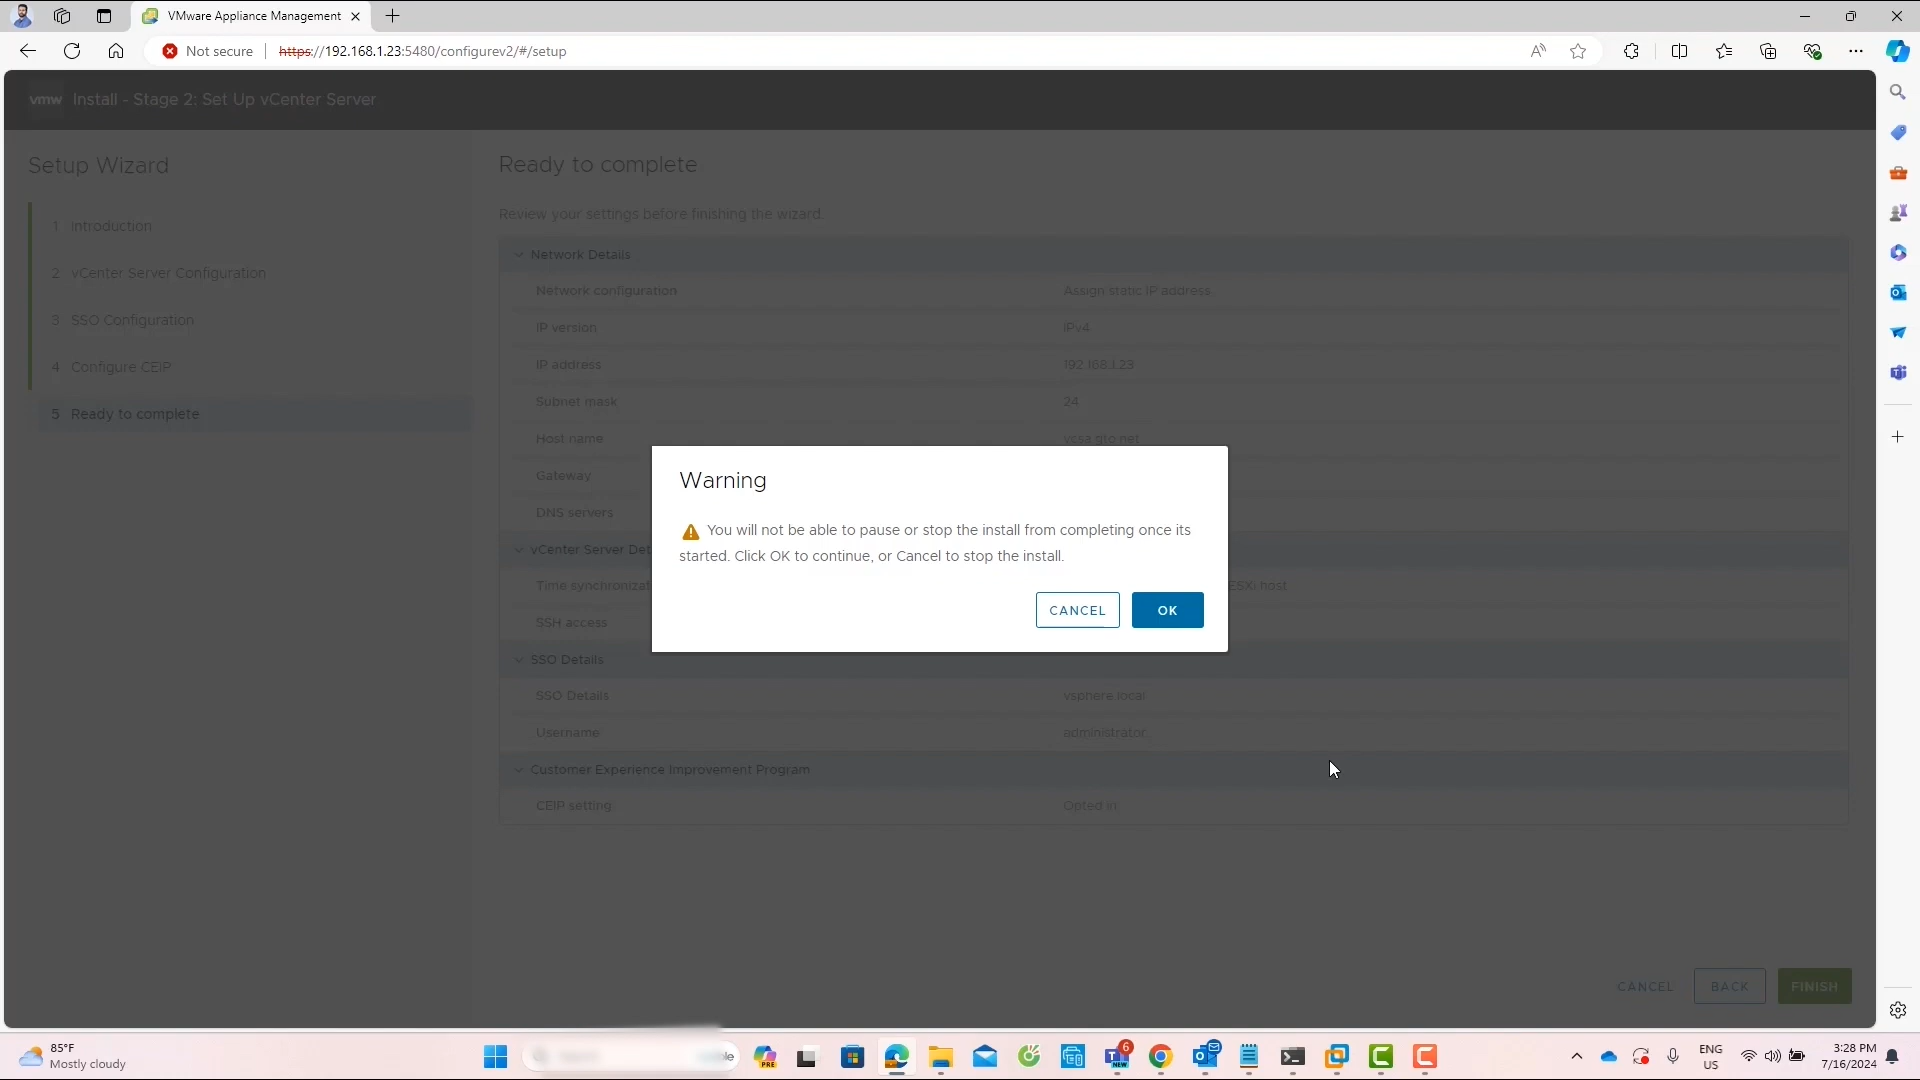 VMware Appliance Management
Not secure
https://192.168.1.23:5480/configurev2/#/setup
vmw Install - Stage 2: Set Up vCenter Server
Setup Wizard
1 Introduction
2 vCenter Server Configuration
3 SSO Configuration
4 Configure CEIP
5 Ready to complete
Ready to complete
Review your settings before finishing the wizard.
Network Details
Network configuration Assign static IP address
IP version IPv4
IP address 192.168.1.23
Subnet mask 24
Host name vcsa.gto.net
Gateway
DNS servers
vCenter Server Det
Time synchronizat ESXi host
SSH access
SSO Details
SSO Details vsphere.local
Username administrator
Customer Experience Improvement Program
CEIP setting Opted in
Warning
You will not be able to pause or stop the install from completing once its
started. Click OK to continue, or Cancel to stop the install.
CANCEL OK
CANCEL BACK FINISH
85°F
Mostly cloudy
PRE
NEW
6
ENG
US
3:28 PM
7/16/2024